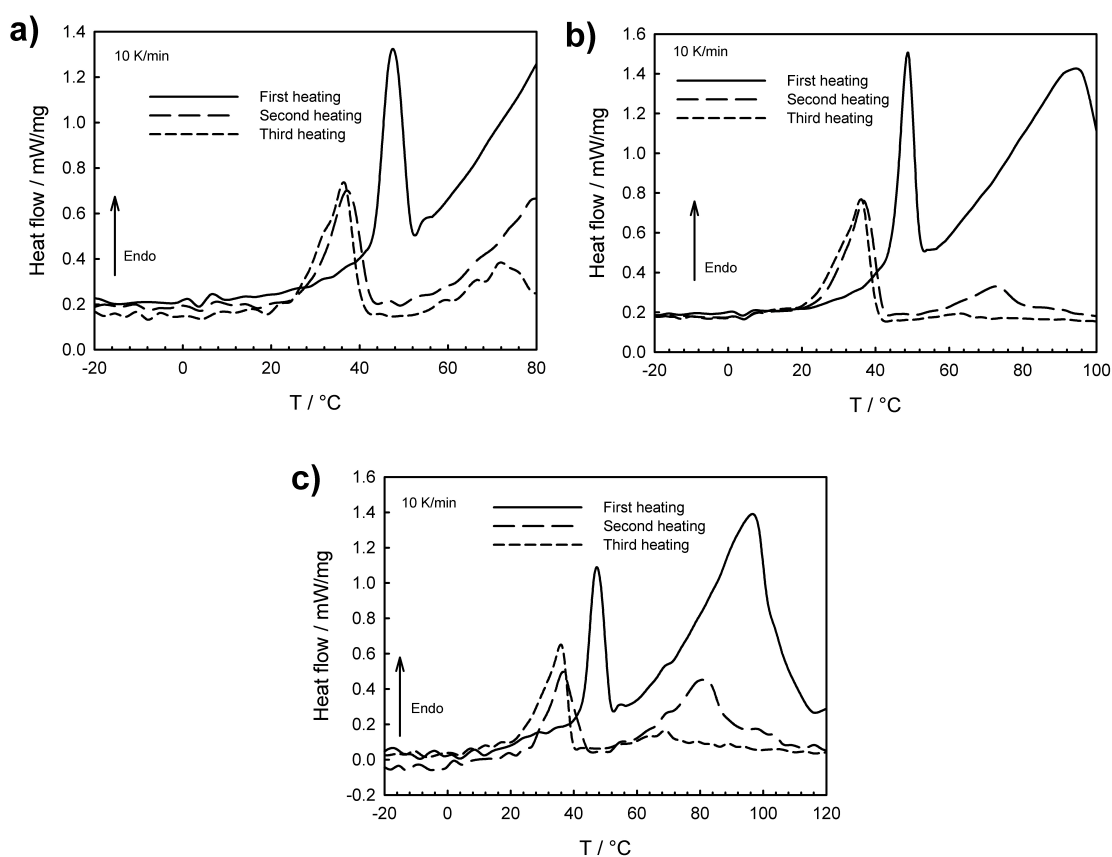 a)
1.4
1.2
1.0
0.8
0.6
0.4
0.2
0.0
Heat flow / mW/mg
10 K/min
First heating
Second heating
Third heating
Endo
-20 0 20 40 60 80
T / °C
b)
1.6
1.4
1.2
1.0
0.8
0.6
0.4
0.2
0.0
Heat flow / mW/mg
10 K/min
First heating
Second heating
Third heating
Endo
-20 0 20 40 60 80 100
T / °C
c)
1.6
1.4
1.2
1.0
0.8
0.6
0.4
0.2
0.0
-0.2
Heat flow / mW/mg
10 K/min
First heating
Second heating
Third heating
Endo
-20 0 20 40 60 80 100 120
T / °C